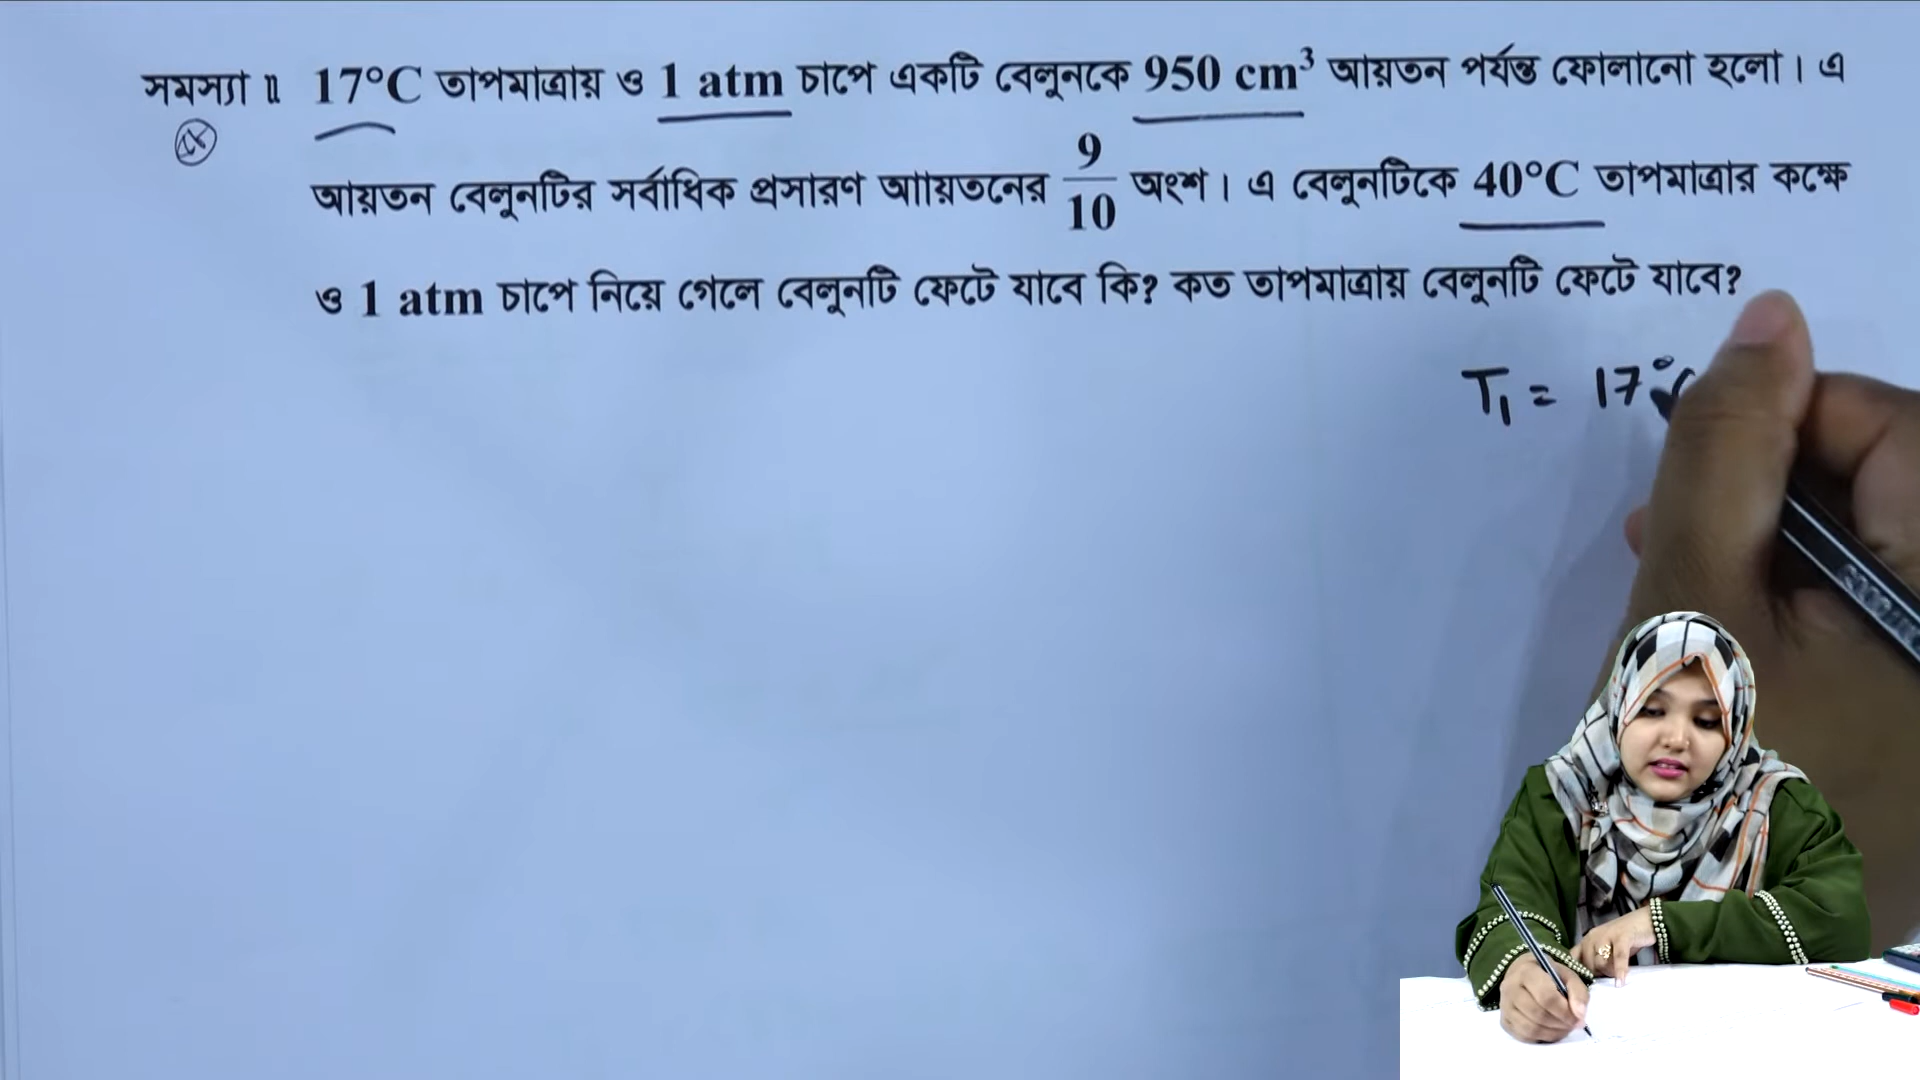 সমস্যা ॥ 17°C তাপমাত্রায় ও 1 atm চাপে একটি বেলুনকে 950 cm³ আয়তন পর্যন্ত ফোলানো হলো। এ
আয়তন বেলুনটির সর্বাধিক প্রসারণ আায়তনের 9/10 অংশ। এ বেলুনটিকে 40°C তাপমাত্রার কক্ষে
ও 1 atm চাপে নিয়ে গেলে বেলুনটি ফেটে যাবে কি? কত তাপমাত্রায় বেলুনটি ফেটে যাবে?
T₁ = 17°C